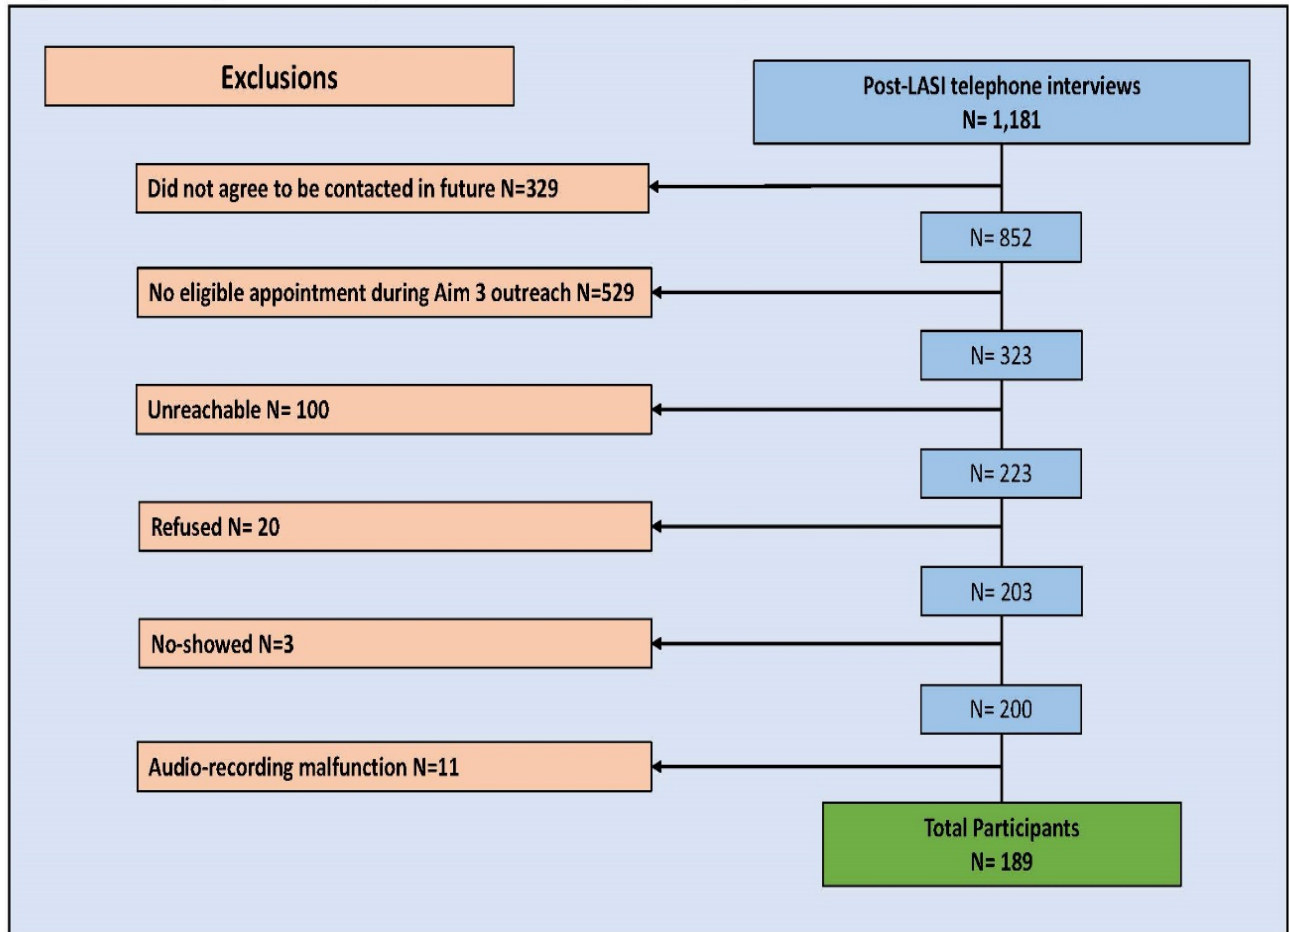 Exclusions
Post-LASI telephone interviews
N= 1,181
Did not agree to be contacted in future N=329
N= 852
No eligible appointment during Aim 3 outreach N=529
N= 323
Unreachable N= 100
N= 223
Refused N= 20
N= 203
No-showed N=3
N= 200
Audio-recording malfunction N=11
Total Participants
N= 189